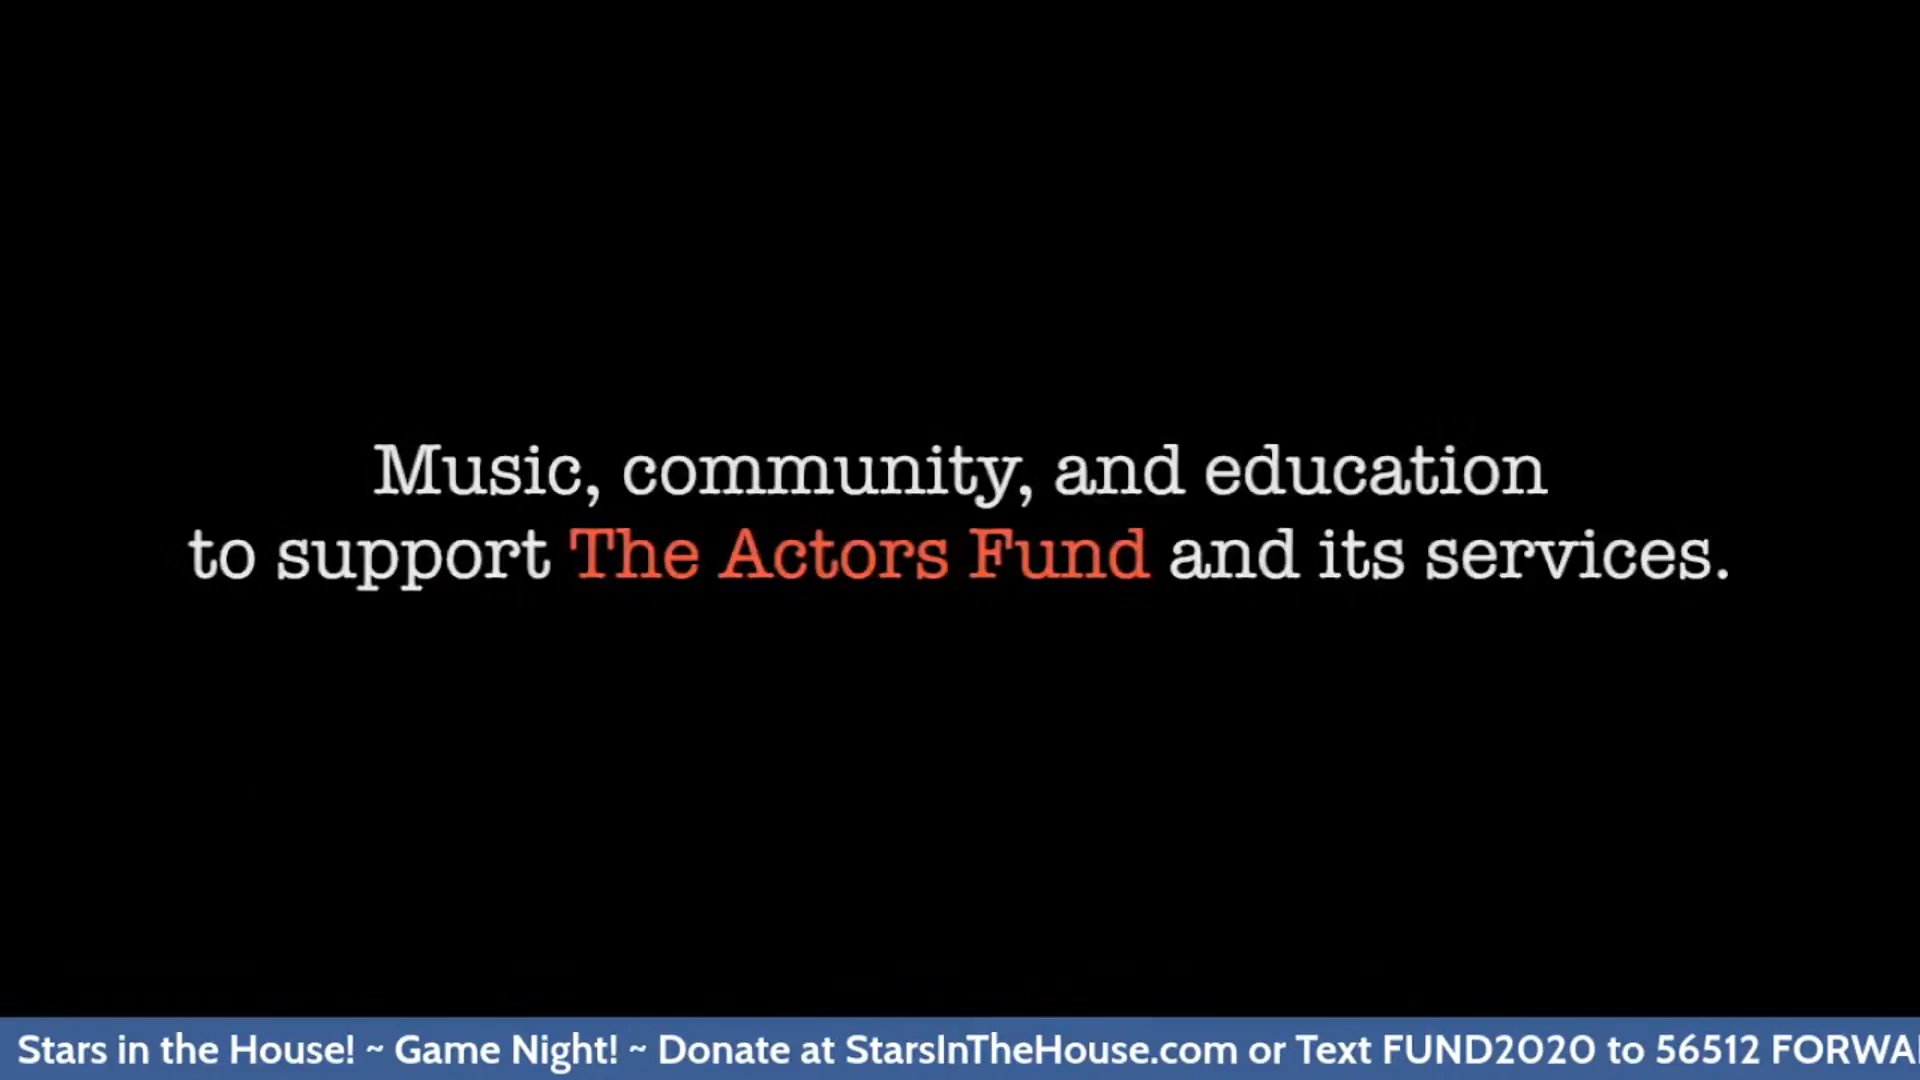 Music, community, and education
to support The Actors Fund and its services.
Stars in the House! ~ Game Night! ~ Donate at StarsInTheHouse.com or Text FUND2020 to 56512